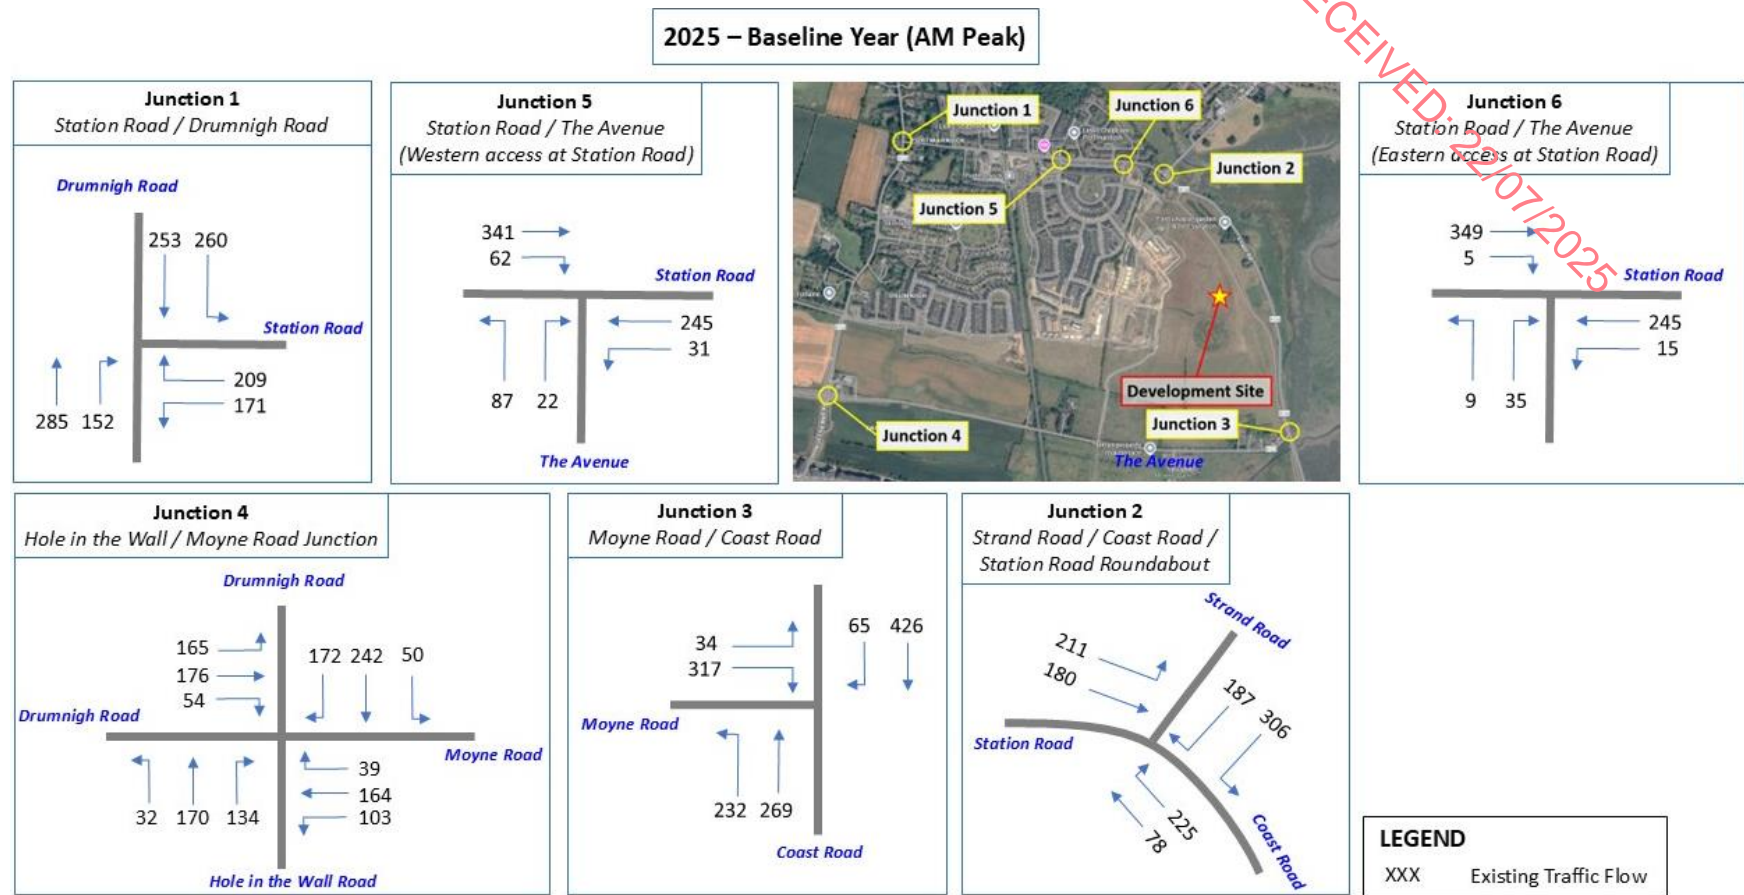 2025 – Baseline Year (AM Peak)
RECEIVED: 22/07/2025
Junction 1
Station Road / Drumnigh Road
Drumnigh Road
253 260
Station Road
209
171
285 152
Junction 5
Station Road / The Avenue
(Western access at Station Road)
341
62
Station Road
245
31
87 22
The Avenue
Junction 1
Junction 6
Junction 2
Junction 5
Development Site
Junction 3
Junction 4
The Avenue
Junction 6
Station Road / The Avenue
(Eastern access at Station Road)
349
5
Station Road
245
15
9 35
Junction 4
Hole in the Wall / Moyne Road Junction
Drumnigh Road
165
176
54
172 242 50
Drumnigh Road
Moyne Road
39
164
103
32 170 134
Hole in the Wall Road
Junction 3
Moyne Road / Coast Road
34
317
65 426
Moyne Road
232 269
Coast Road
Junction 2
Strand Road / Coast Road /
Station Road Roundabout
Strand Road
211
180
187
306
Station Road
225
78
Coast Road
LEGEND
XXX Existing Traffic Flow